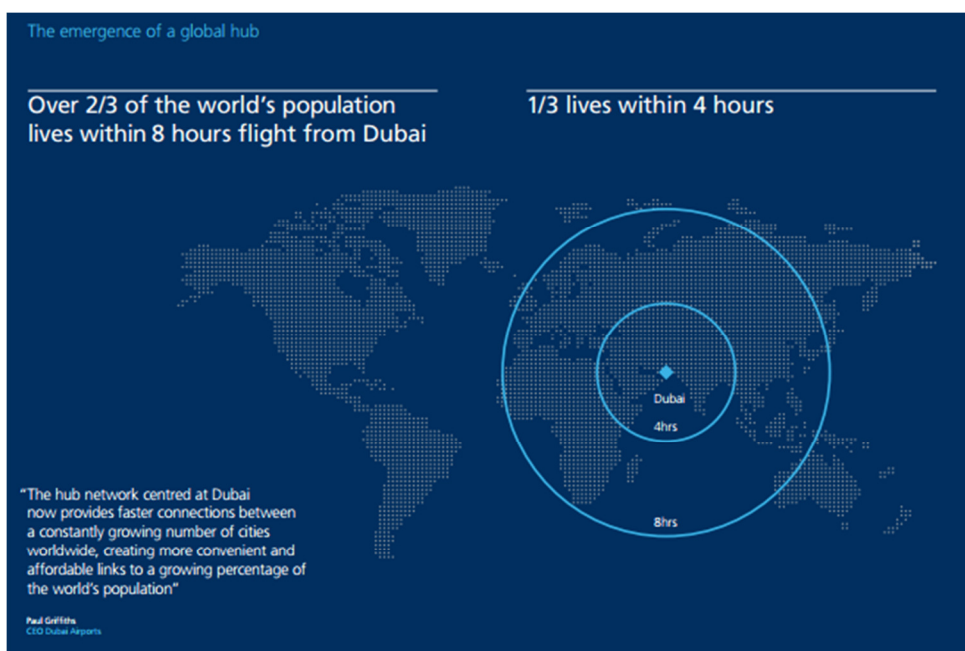 The emergence of a global hub
Over 2/3 of the world's population
lives within 8 hours flight from Dubai
1/3 lives within 4 hours
Dubai
4hrs
8hrs
"The hub network centred at Dubai
now provides faster connections between
a constantly growing number of cities
worldwide, creating more convenient and
affordable links to a growing percentage of
the world's population"
Paul Griffiths
CEO Dubai Airports